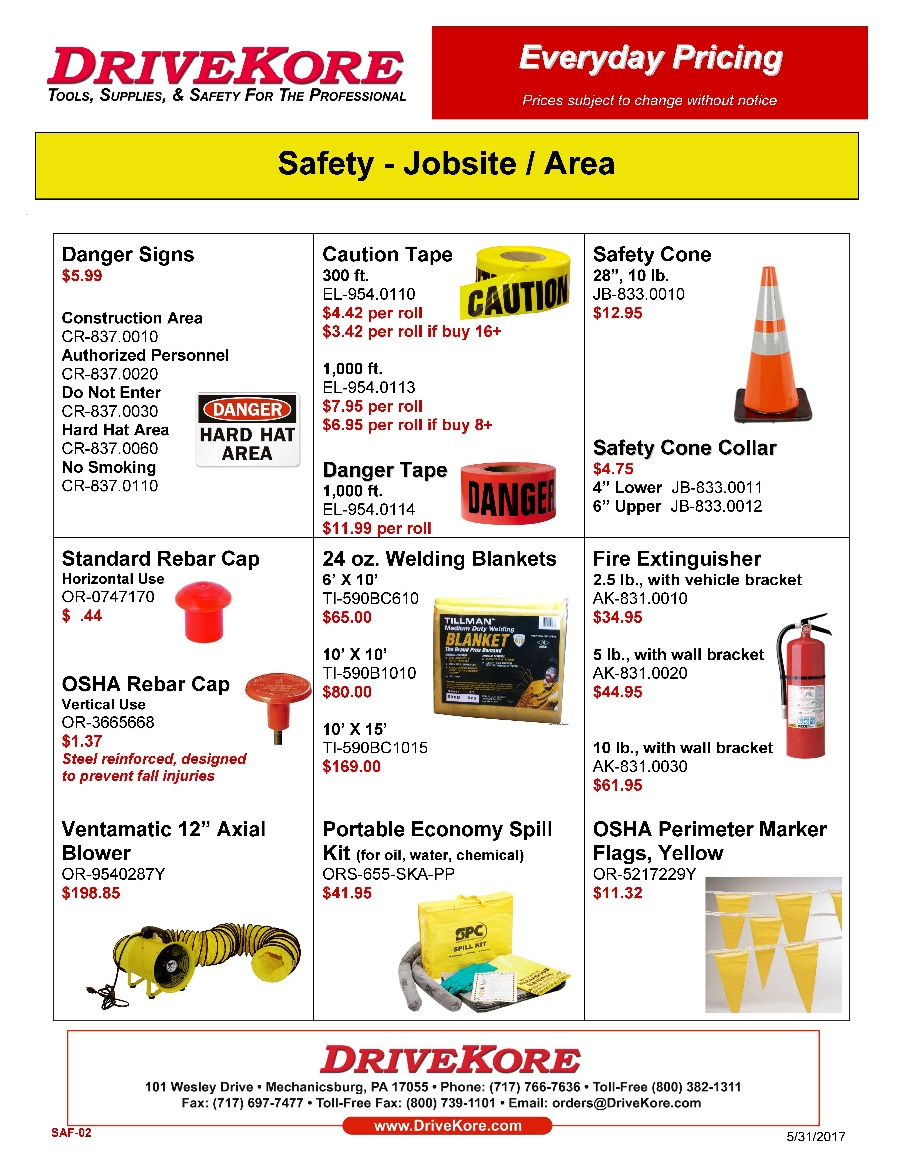 DRIVEKORE
TOOLS, SUPPLIES, & SAFETY FOR THE PROFESSIONAL
Everyday Pricing
Prices subject to change without notice
Safety - Jobsite / Area
Danger Signs
$5.99
Construction Area
CR-837.0010
Authorized Personnel
CR-837.0020
Do Not Enter
CR-837.0030
Hard Hat Area
CR-837.0060
No Smoking
CR-837.0110
DANGER
HARD HAT
AREA
Caution Tape
300 ft.
EL-954.0110
$4.42 per roll
$3.42 per roll if buy 16+
CAUTION
1,000 ft.
EL-954.0113
$7.95 per roll
$6.95 per roll if buy 8+
Danger Tape
1,000 ft.
EL-954.0114
$11.99 per roll
DANGER
Safety Cone
28”, 10 lb.
JB-833.0010
$12.95
Safety Cone Collar
$4.75
4” Lower JB-833.0011
6” Upper JB-833.0012
Standard Rebar Cap
Horizontal Use
OR-0747170
$ .44
OSHA Rebar Cap
Vertical Use
OR-3665668
$1.37
Steel reinforced, designed
to prevent fall injuries
24 oz. Welding Blankets
6’ X 10’
TI-590BC610
$65.00
10’ X 10’
TI-590B1010
$80.00
10’ X 15’
TI-590BC1015
$169.00
TILLMAN
Medium Duty Welding
BLANKET
Fire Extinguisher
2.5 lb., with vehicle bracket
AK-831.0010
$34.95
5 lb., with wall bracket
AK-831.0020
$44.95
10 lb., with wall bracket
AK-831.0030
$61.95
Ventamatic 12” Axial
Blower
OR-9540287Y
$198.85
Portable Economy Spill
Kit (for oil, water, chemical)
ORS-655-SKA-PP
$41.95
SPC
SPILL KIT
OSHA Perimeter Marker
Flags, Yellow
OR-5217229Y
$11.32
DRIVEKORE
101 Wesley Drive • Mechanicsburg, PA 17055 • Phone: (717) 766-7636 • Toll-Free (800) 382-1311
Fax: (717) 697-7477 • Toll-Free Fax: (800) 739-1101 • Email: orders@DriveKore.com
www.DriveKore.com
SAF-02
5/31/2017